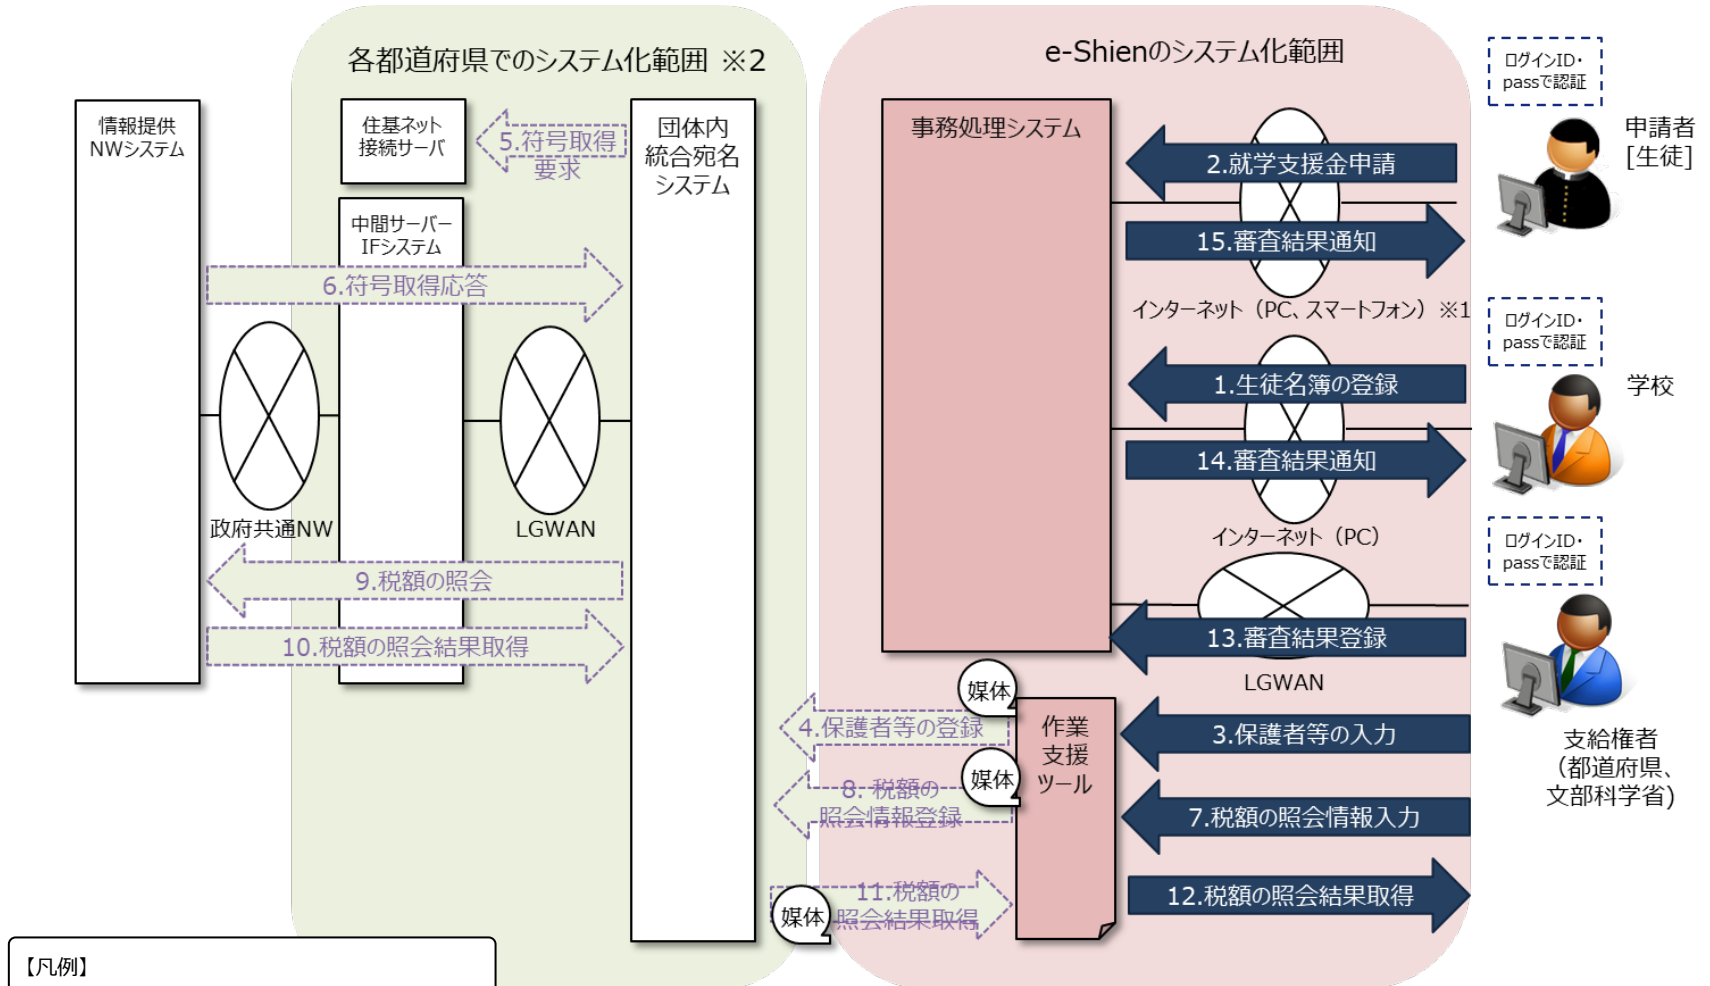 各都道府県でのシステム化範囲 ※2
e-Shienのシステム化範囲
情報提供
NWシステム
住基ネット
接続サーバ
5.符号取得
要求
団体内
統合宛名
システム
中間サーバー
IFシステム
6.符号取得応答
政府共通NW
LGWAN
9.税額の照会
10.税額の照会結果取得
事務処理システム
2.就学支援金申請
15.審査結果通知
インターネット（PC、スマートフォン）※1
1.生徒名簿の登録
14.審査結果通知
インターネット（PC）
13.審査結果登録
LGWAN
ログインID・
passで認証
申請者
[生徒]
ログインID・
passで認証
学校
ログインID・
passで認証
支給権者
（都道府県、
文部科学省)
媒体
4.保護者等の登録
作業
支援
ツール
3.保護者等の入力
媒体
8. 税額の
照会情報登録
7.税額の照会情報入力
媒体
11.税額の
照会結果取得
12.税額の照会結果取得
【凡例】